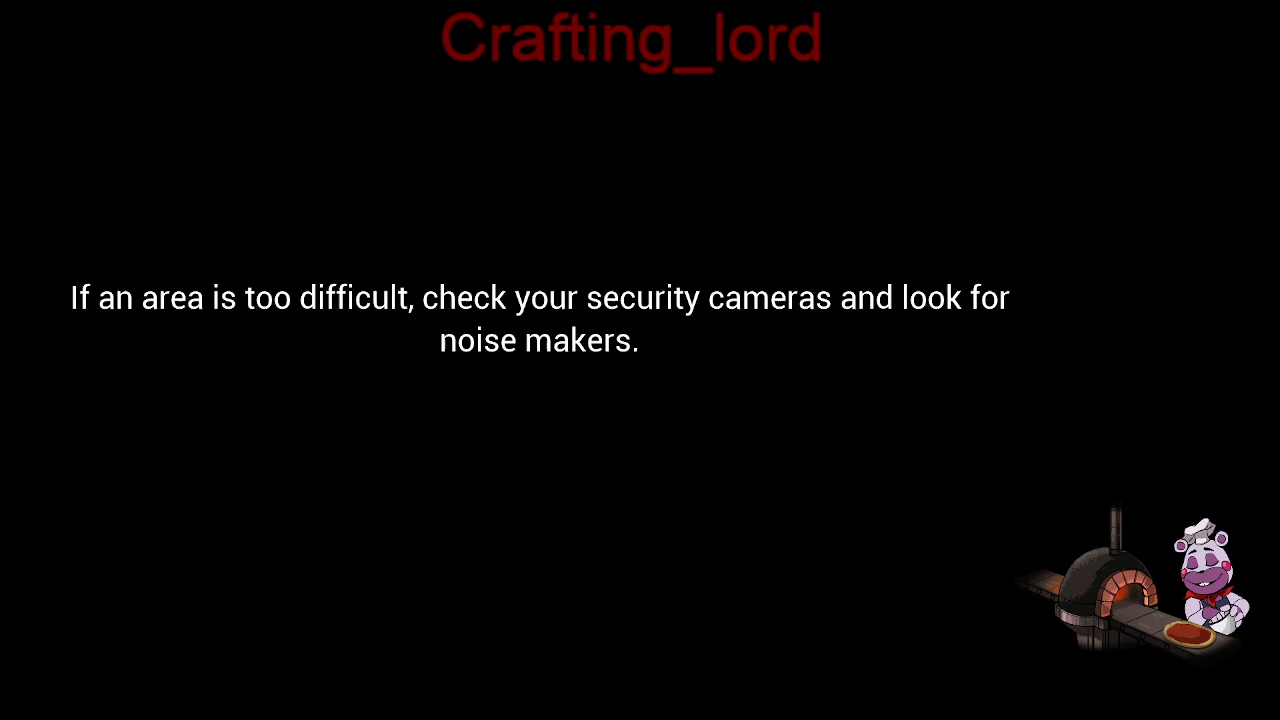 Crafting_lord
If an area is too difficult, check your security cameras and look for
noise makers.